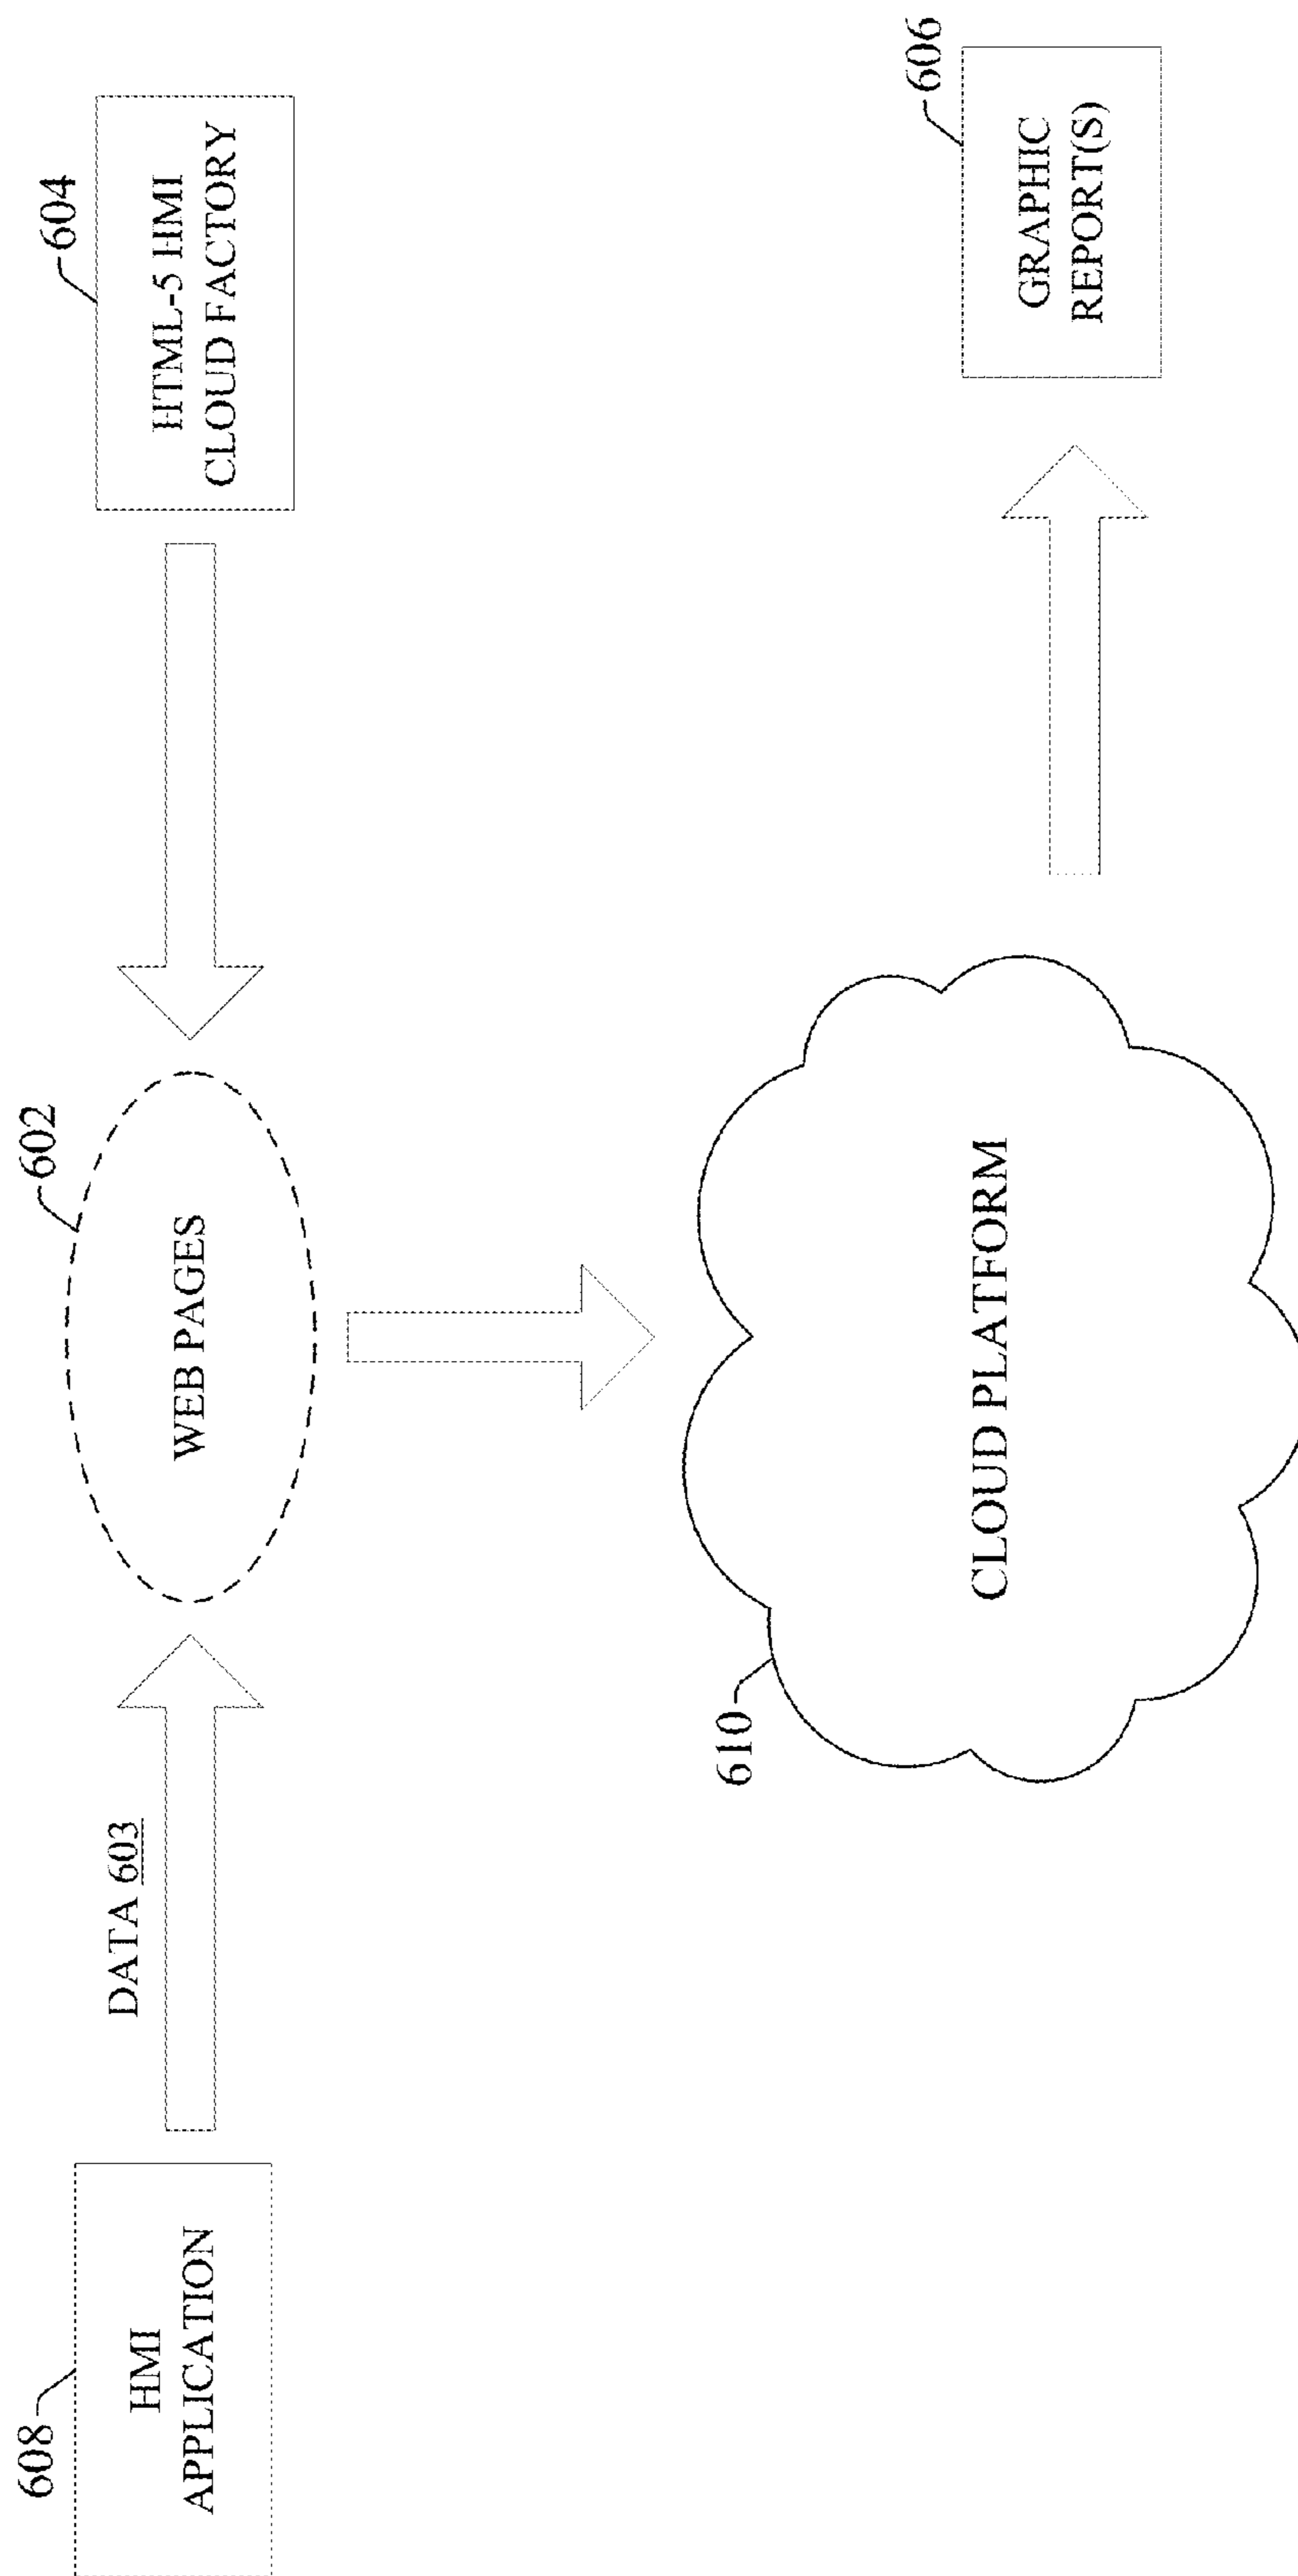 608
HMI
APPLICATION
DATA 603
602
WEB PAGES
604
HTML-5 HMI
CLOUD FACTORY
610
CLOUD PLATFORM
606
GRAPHIC
REPORT(S)